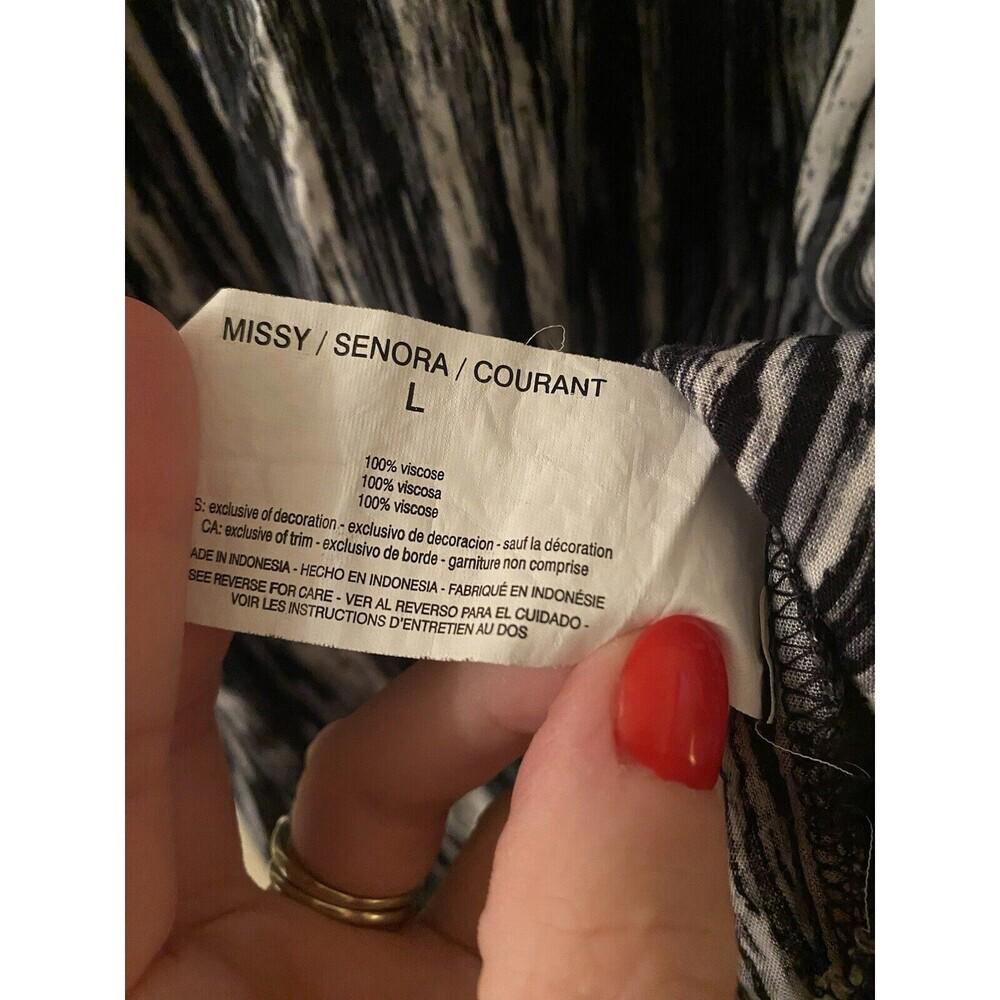 MISSY / SENORA / COURANT
L
100% viscose
100% viscosa
100% viscose
S: exclusive of decoration - exclusivo de decoracion - sauf la décoration
CA: exclusive of trim - exclusivo de borde - garniture non comprise
ADE IN INDONESIA - HECHO EN INDONESIA - FABRIQUÉ EN INDONÉSIE
SEE REVERSE FOR CARE - VER AL REVERSO PARA EL CUIDADO -
VOIR LES INSTRUCTIONS D'ENTRETIEN AU DOS